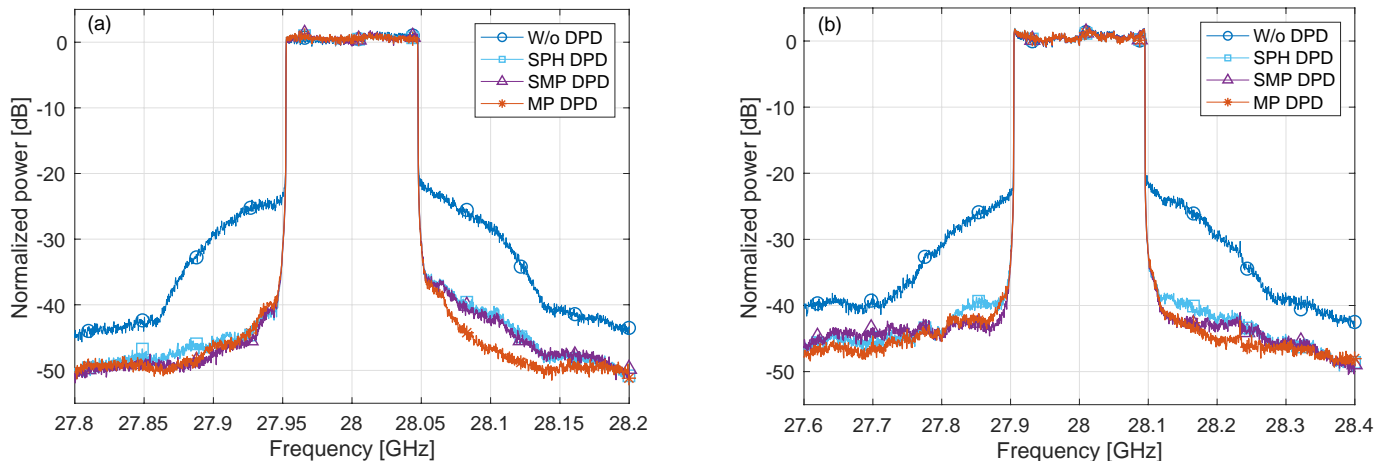 (a)
W/o DPD
SPH DPD
SMP DPD
MP DPD
0
-10
-20
-30
-40
-50
Normalized power [dB]
27.8
27.85
27.9
27.95
28
28.05
28.1
28.15
28.2
Frequency [GHz]
(b)
W/o DPD
SPH DPD
SMP DPD
MP DPD
0
-10
-20
-30
-40
-50
Normalized power [dB]
27.6
27.7
27.8
27.9
28
28.1
28.2
28.3
28.4
Frequency [GHz]